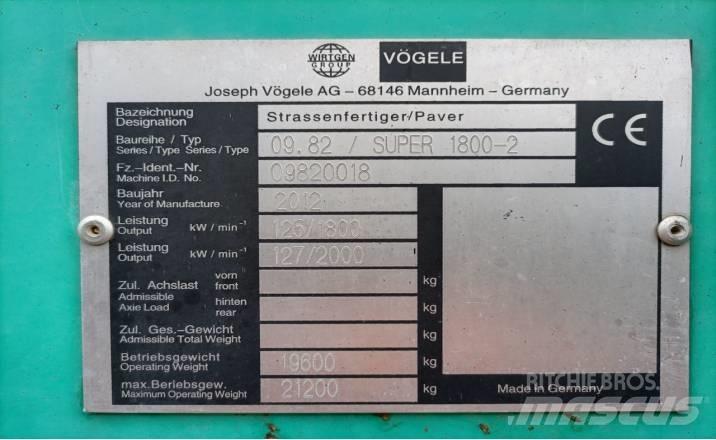 WIRTGEN GROUP VÖGELE
Joseph Vögele AG – 68146 Mannheim – Germany
Bazeichnung
Designation
Strassenfertiger/Paver
CE
Baureihe / Typ
Series/Type Series/Type
09.82 / SUPER 1800-2
Fz.-Ident.-Nr.
Machine I.D. No.
09820018
Baujahr
Year of Manufacture
2012
Leistung
Output kW / min⁻¹
126/1800
Leistung
Output kW / min⁻¹
127/2000
Zul. Achslast
Admissible
Axie Load
vorn
front
kg
hinten
rear
kg
Zul. Ges.-Gewicht
Admissible Total Weight
kg
Betriebsgewicht
Operating Weight
19600
kg
max.Beriebsgew.
Maximum Operating Weight
21200
kg
Made in Germany
RITCHIE BROS.
MASCUS